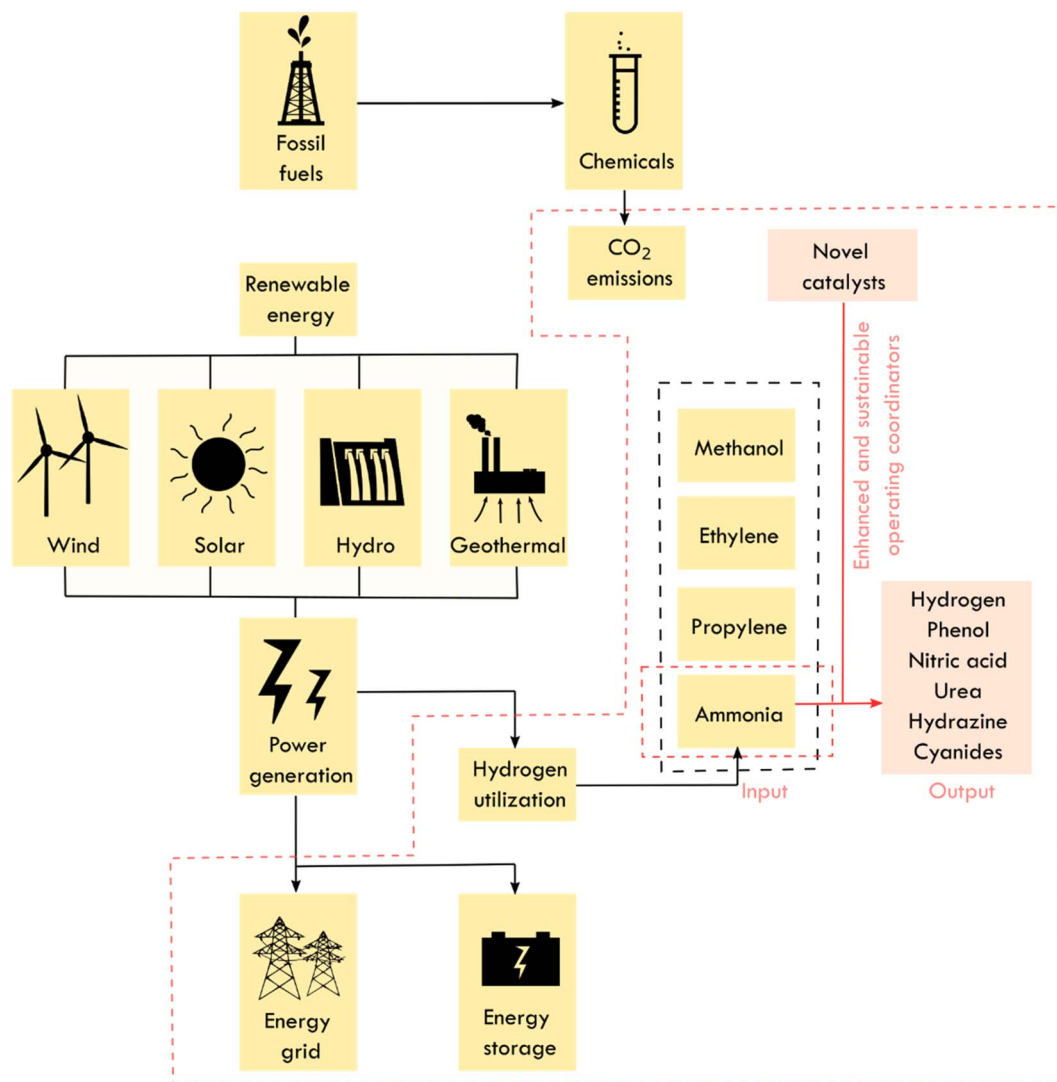 Fossil
fuels
Chemicals
CO₂
emissions
Novel
catalysts
Renewable
energy
Enhanced and sustainable
operating coordinators
Wind
Solar
Hydro
Geothermal
Methanol
Ethylene
Propylene
Ammonia
Input
Hydrogen
Phenol
Nitric acid
Urea
Hydrazine
Cyanides
Output
Power
generation
Hydrogen
utilization
Energy
grid
Energy
storage